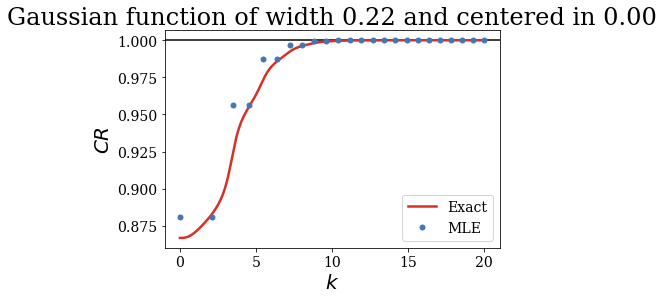 Gaussian function of width 0.22 and centered in 0.00
1.000
0.975
0.950
0.925
0.900
0.875
CR
Exact
MLE
0 5 10 15 20
k